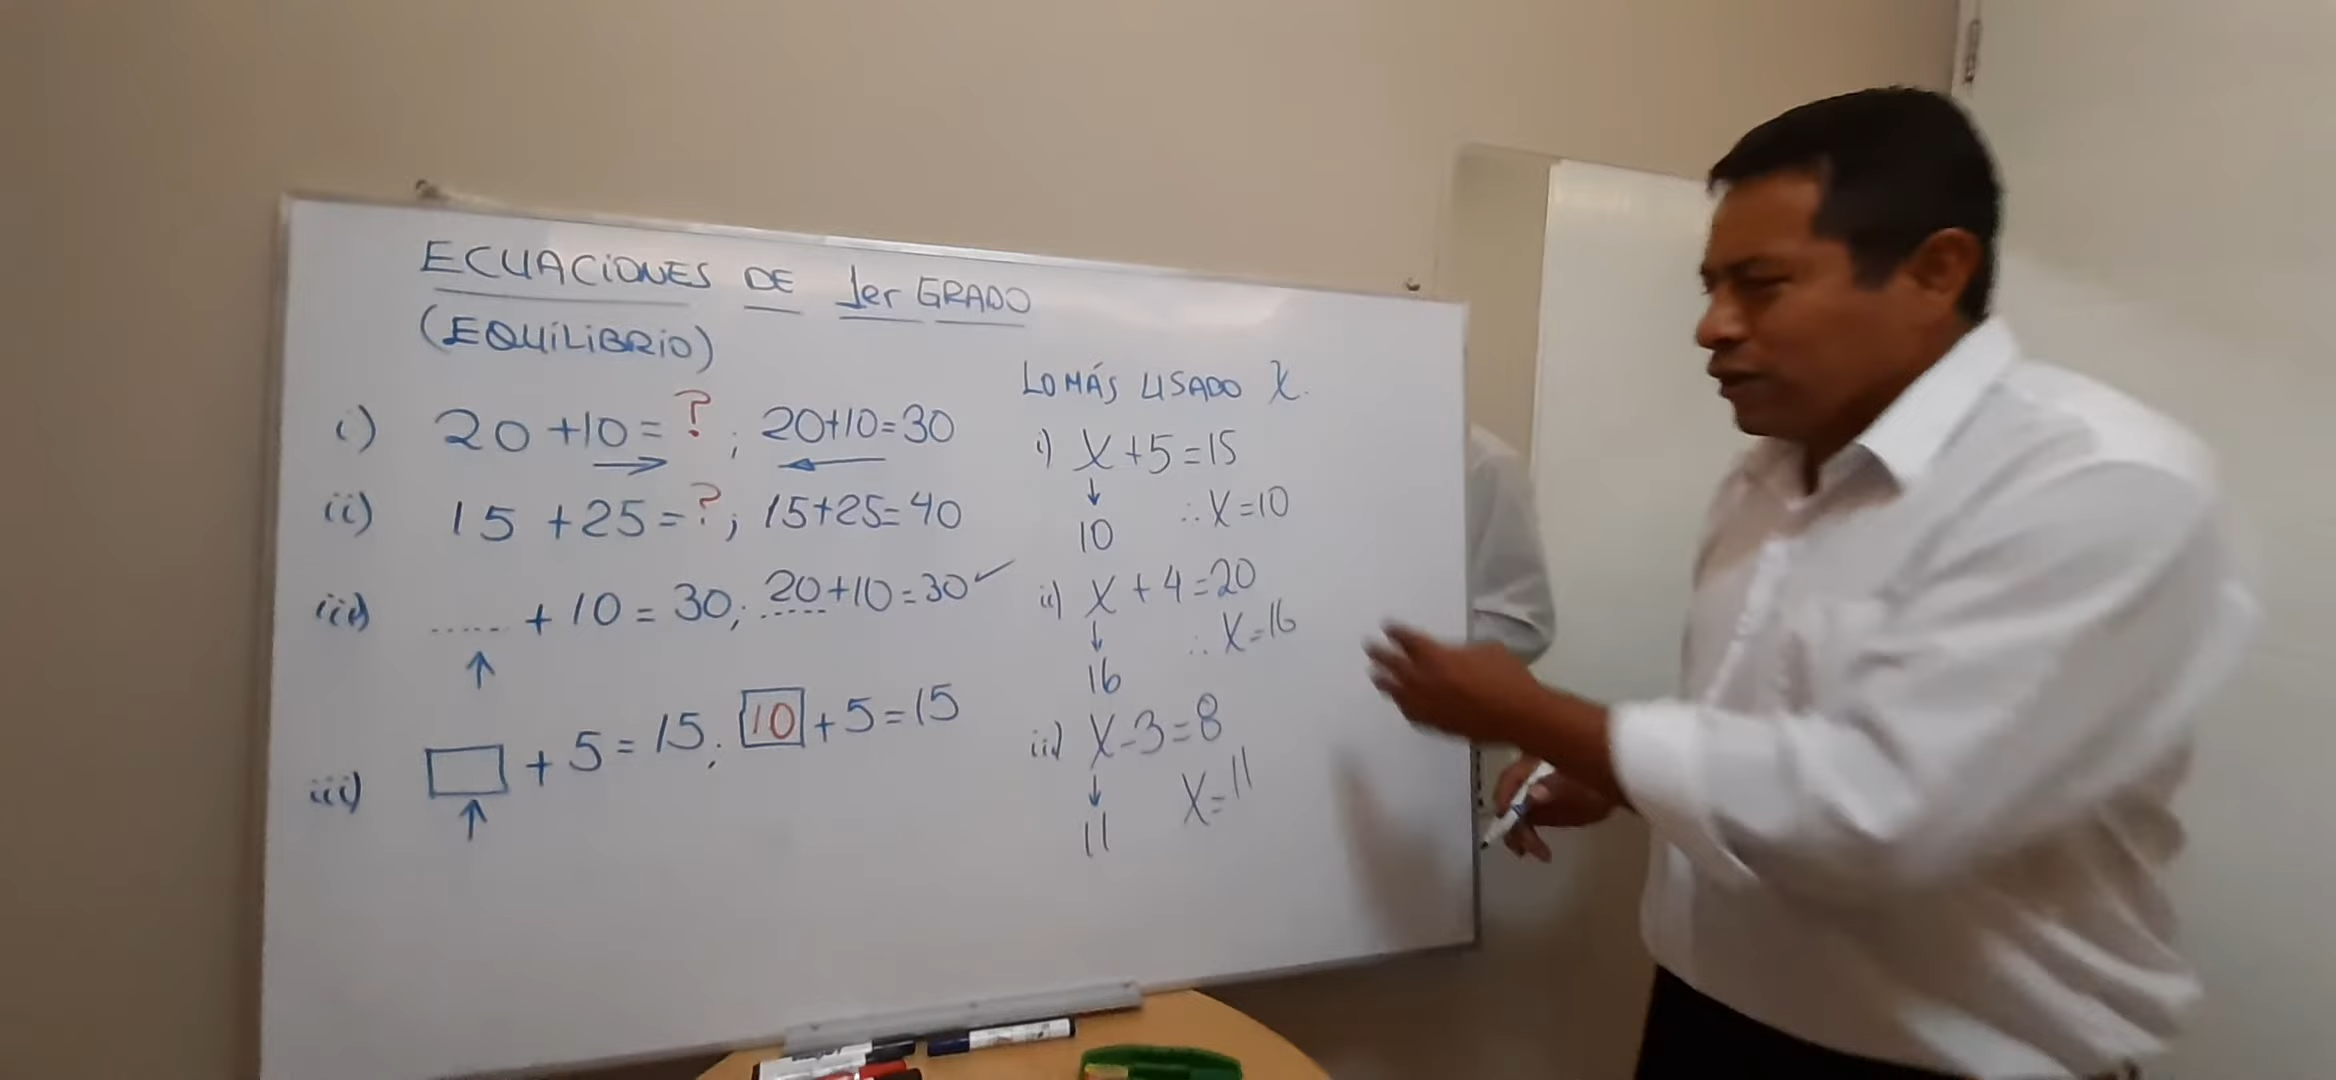 ECUACIONES DE 1er GRADO
(EQUILIBRIO)
i) 20 +10 = ? ; 20+10=30
ii) 15 +25 = ? ; 15+25=40
iii) ..... + 10 = 30; 20+10=30 ✓
iii) □ + 5 = 15; 10 + 5 = 15
LO MÁS USADO X.
i) X + 5 = 15
↓
10 ∴ X = 10
ii) X + 4 = 20
↓ ∴ X = 16
16
iii) X - 3 = 8
↓ X = 11
11